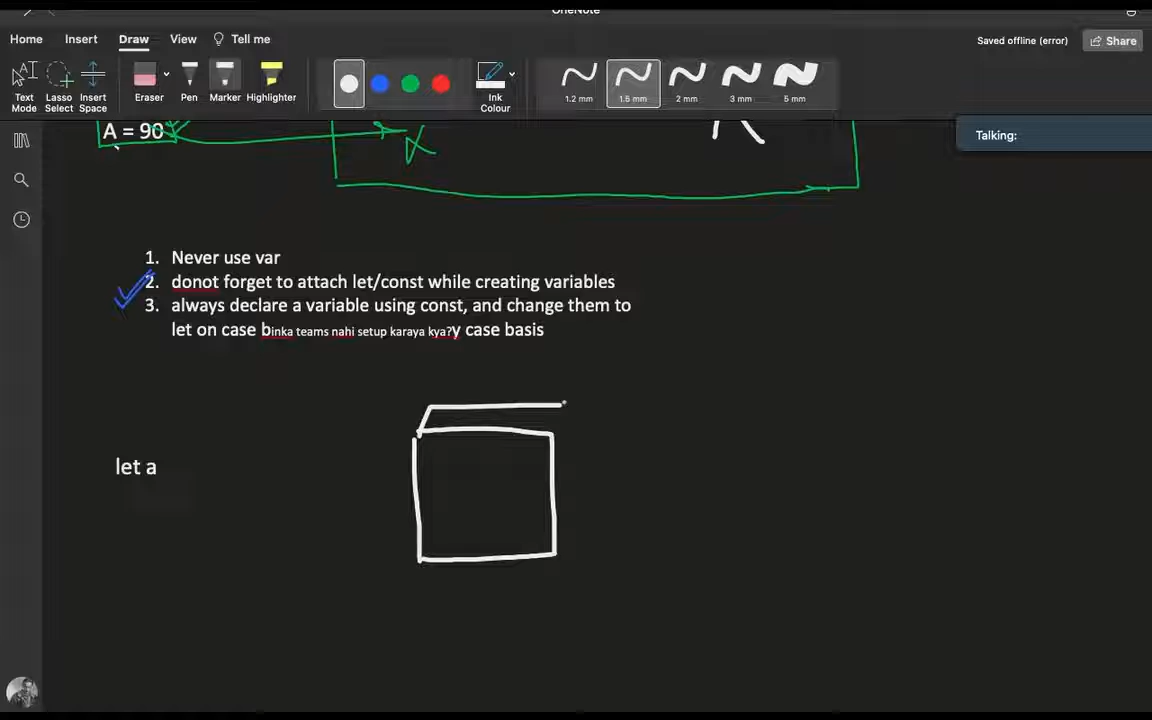 OneNote
Home Insert Draw View Tell me
Saved offline (error)
Share
Text Mode
Lasso Select
Insert Space
Eraser
Pen
Marker
Highlighter
Ink Colour
1.2 mm
1.5 mm
2 mm
3 mm
5 mm
A = 90
Talking:
1. Never use var
2. donot forget to attach let/const while creating variables
3. always declare a variable using const, and change them to
let on case binka teams nahi setup karaya kya?y case basis
let a